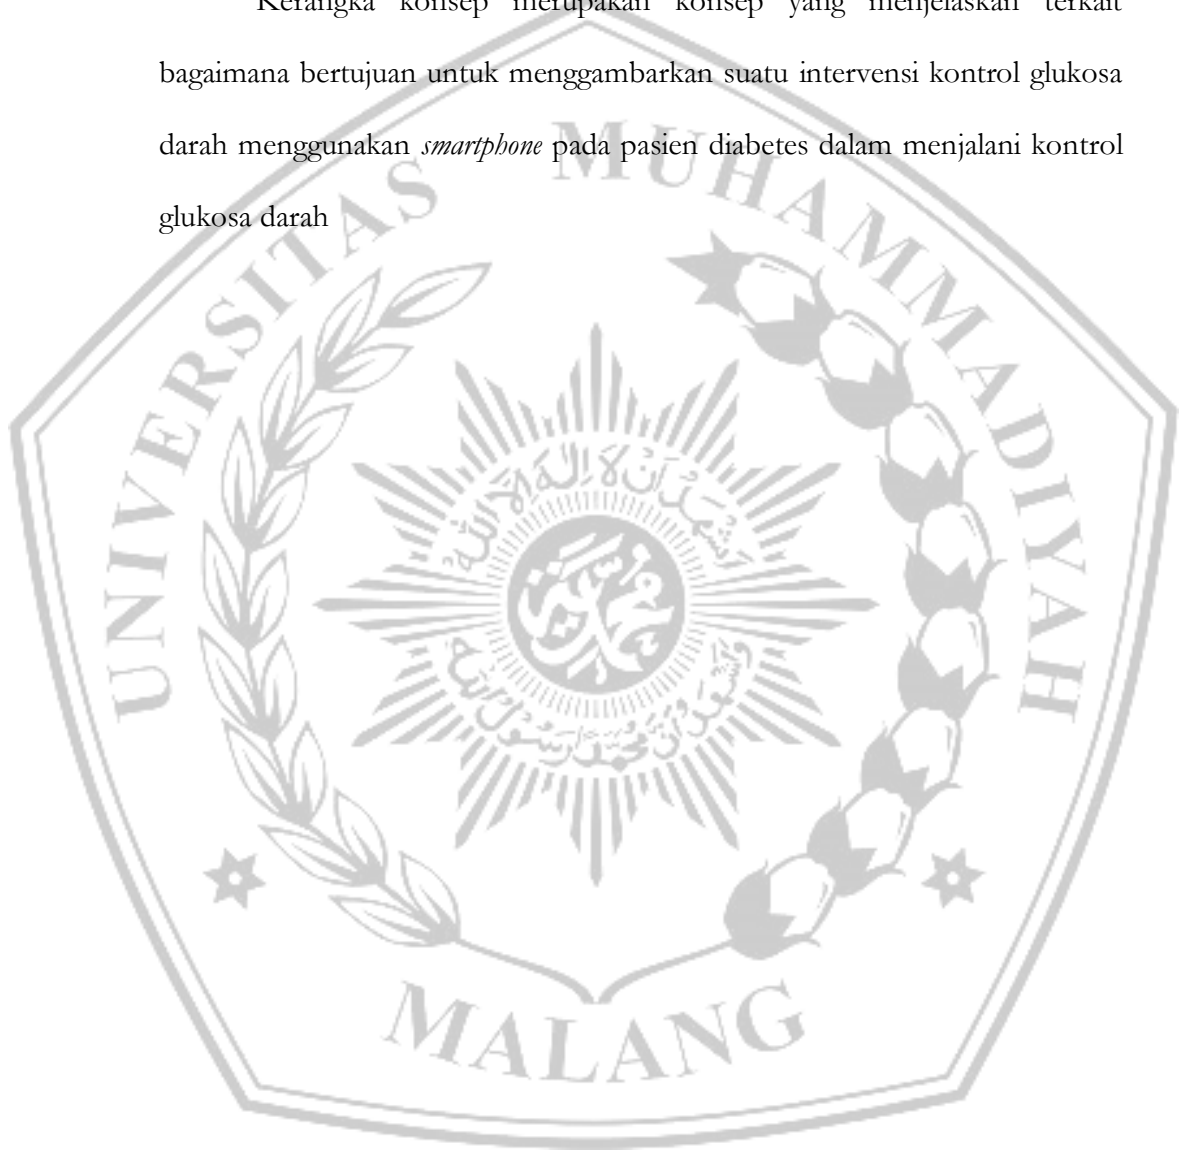 Kerangka konsep merupakan konsep yang menjelaskan terkait
bagaimana bertujuan untuk menggambarkan suatu intervensi kontrol glukosa
darah menggunakan smartphone pada pasien diabetes dalam menjalani kontrol
glukosa darah
UNIVERSITAS MUHAMMADIYAH
MALANG